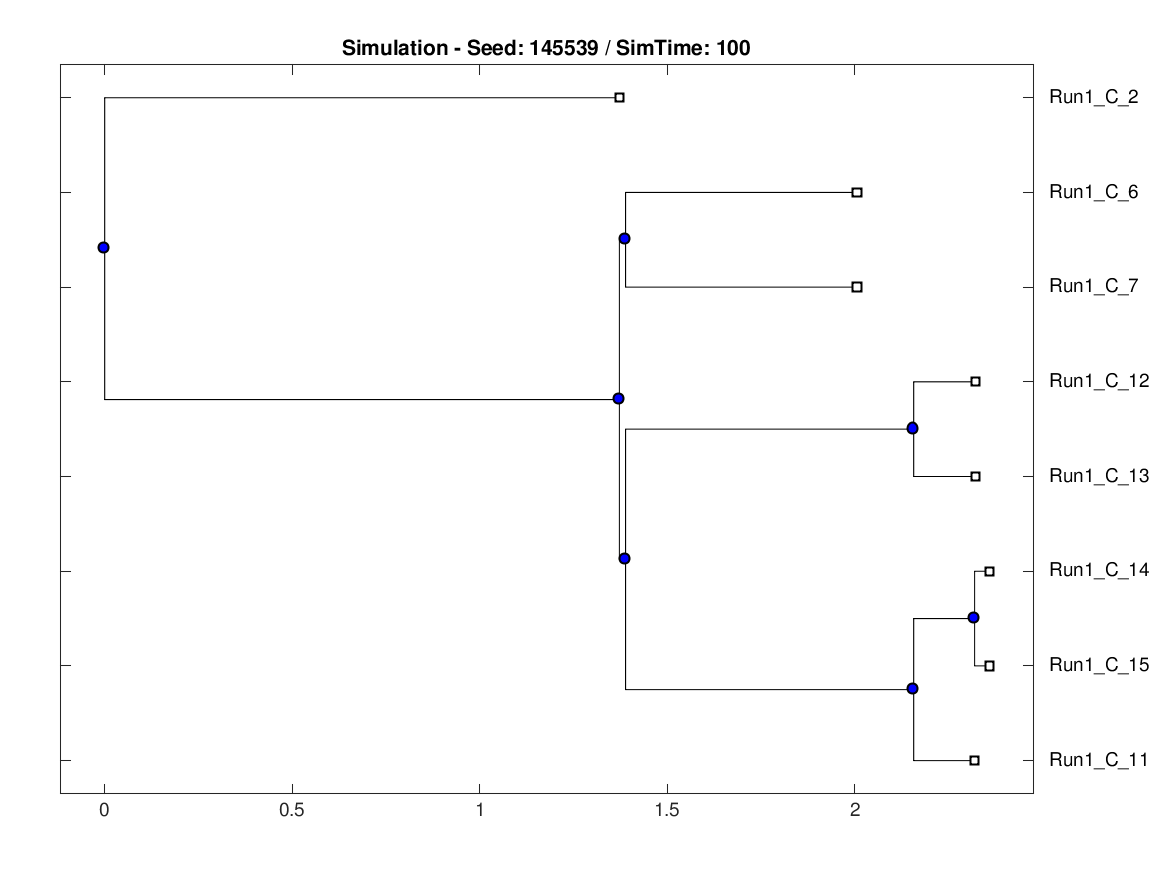 Simulation - Seed: 145539 / SimTime: 100
Run1_C_2
Run1_C_6
Run1_C_7
Run1_C_12
Run1_C_13
Run1_C_14
Run1_C_15
Run1_C_11
0 0.5 1 1.5 2